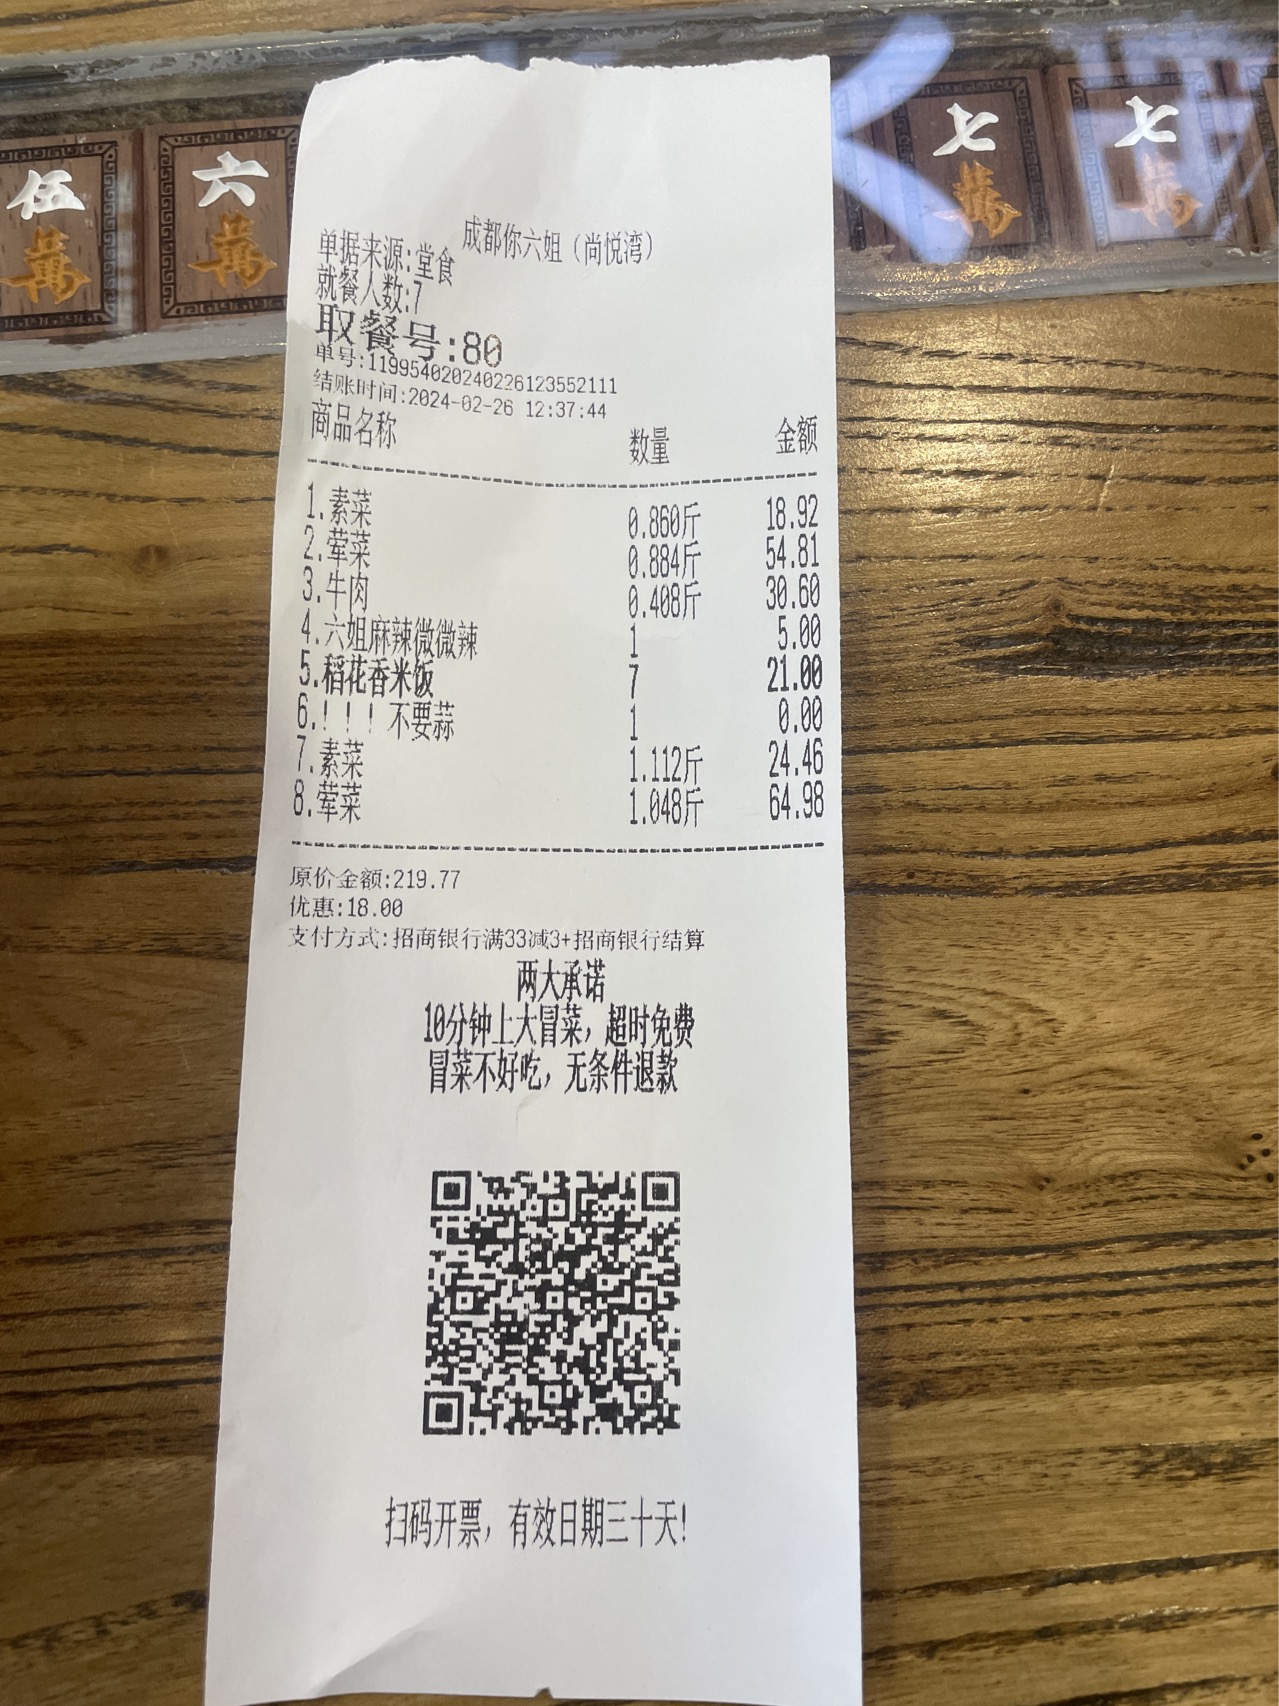 伍萬
六萬
七萬
七萬
成都你六姐（尚悦湾）
单据来源:堂食
就餐人数:7
取餐号:80
单号:11995402024022612355​2111
结账时间:2024-02-26 12:37:44
商品名称 数量 金额
1.素菜 0.860斤 18.92
2.荤菜 0.884斤 54.81
3.牛肉 0.408斤 30.60
4.六姐麻辣微微辣 1 5.00
5.稻花香米饭 7 21.00
6.！！！不要蒜 1 0.00
7.素菜 1.112斤 24.46
8.荤菜 1.048斤 64.98
原价金额:219.77
优惠:18.00
支付方式:招商银行满33减3+招商银行结算
两大承诺
10分钟上大冒菜，超时免费
冒菜不好吃，无条件退款
扫码开票，有效日期三十天!